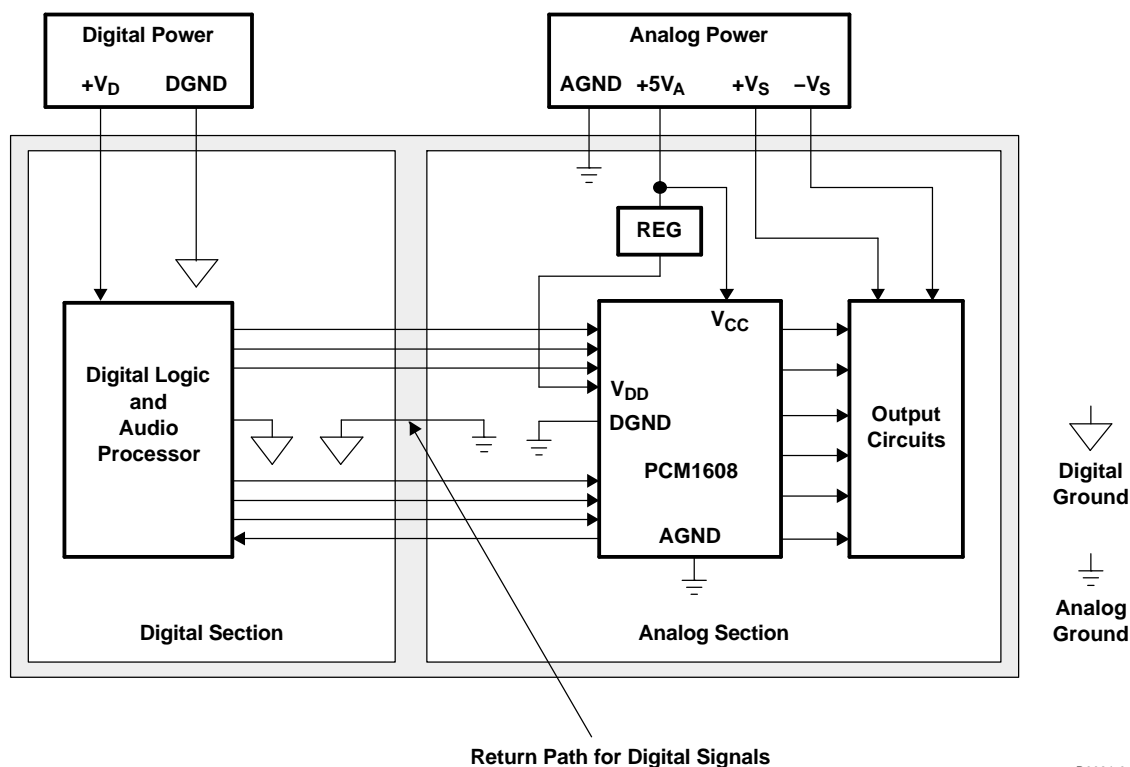 Digital Power
+VD DGND
Analog Power
AGND +5VA +VS –VS
REG
VCC
Digital Logic
and
Audio
Processor
VDD
DGND
PCM1608
AGND
Output
Circuits
Digital
Ground
Analog
Ground
Digital Section
Analog Section
Return Path for Digital Signals